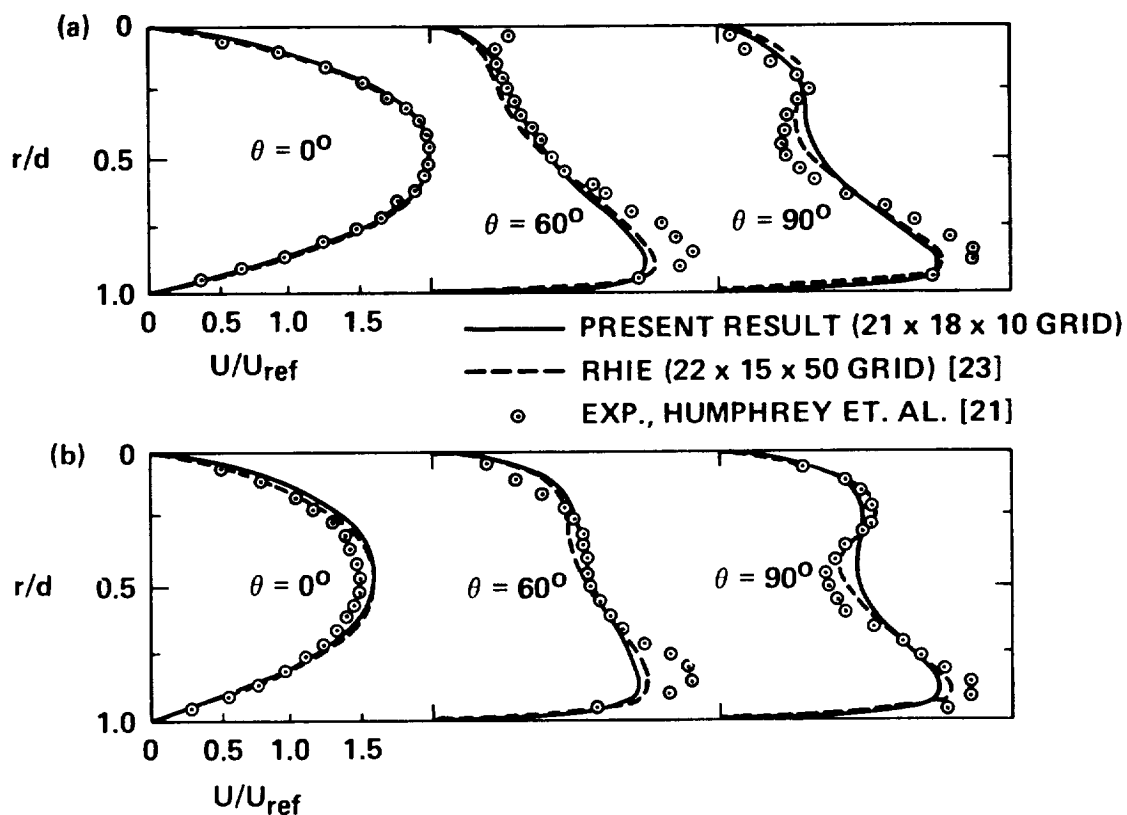 (a)
0
r/d
0.5
1.0
θ = 0°
θ = 60°
θ = 90°
0 0.5 1.0 1.5
U/Uref
PRESENT RESULT (21 x 18 x 10 GRID)
RHIE (22 x 15 x 50 GRID) [23]
EXP., HUMPHREY ET. AL. [21]
(b)
0
r/d
0.5
1.0
θ = 0°
θ = 60°
θ = 90°
0 0.5 1.0 1.5
U/Uref